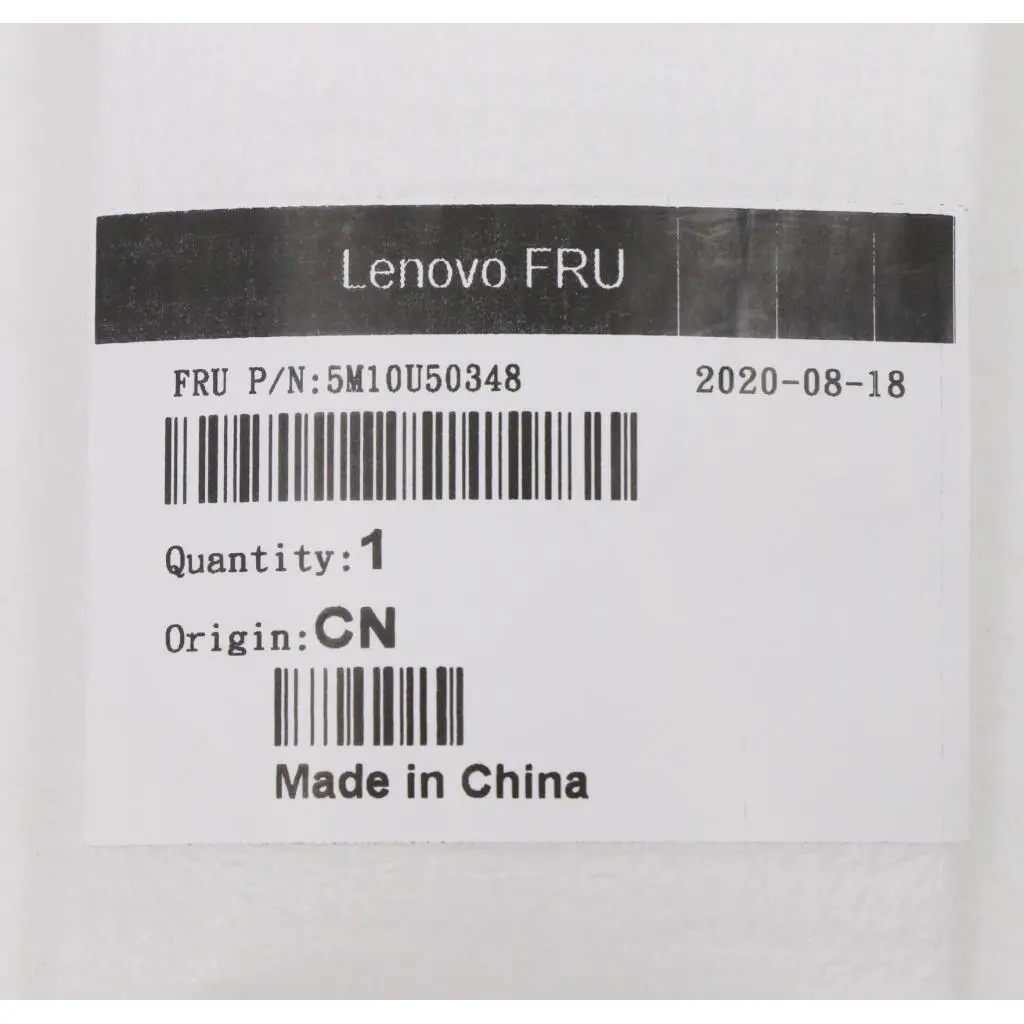 Lenovo FRU
FRU P/N:5M10U50348 2020-08-18
Quantity:1
Origin:CN
Made in China